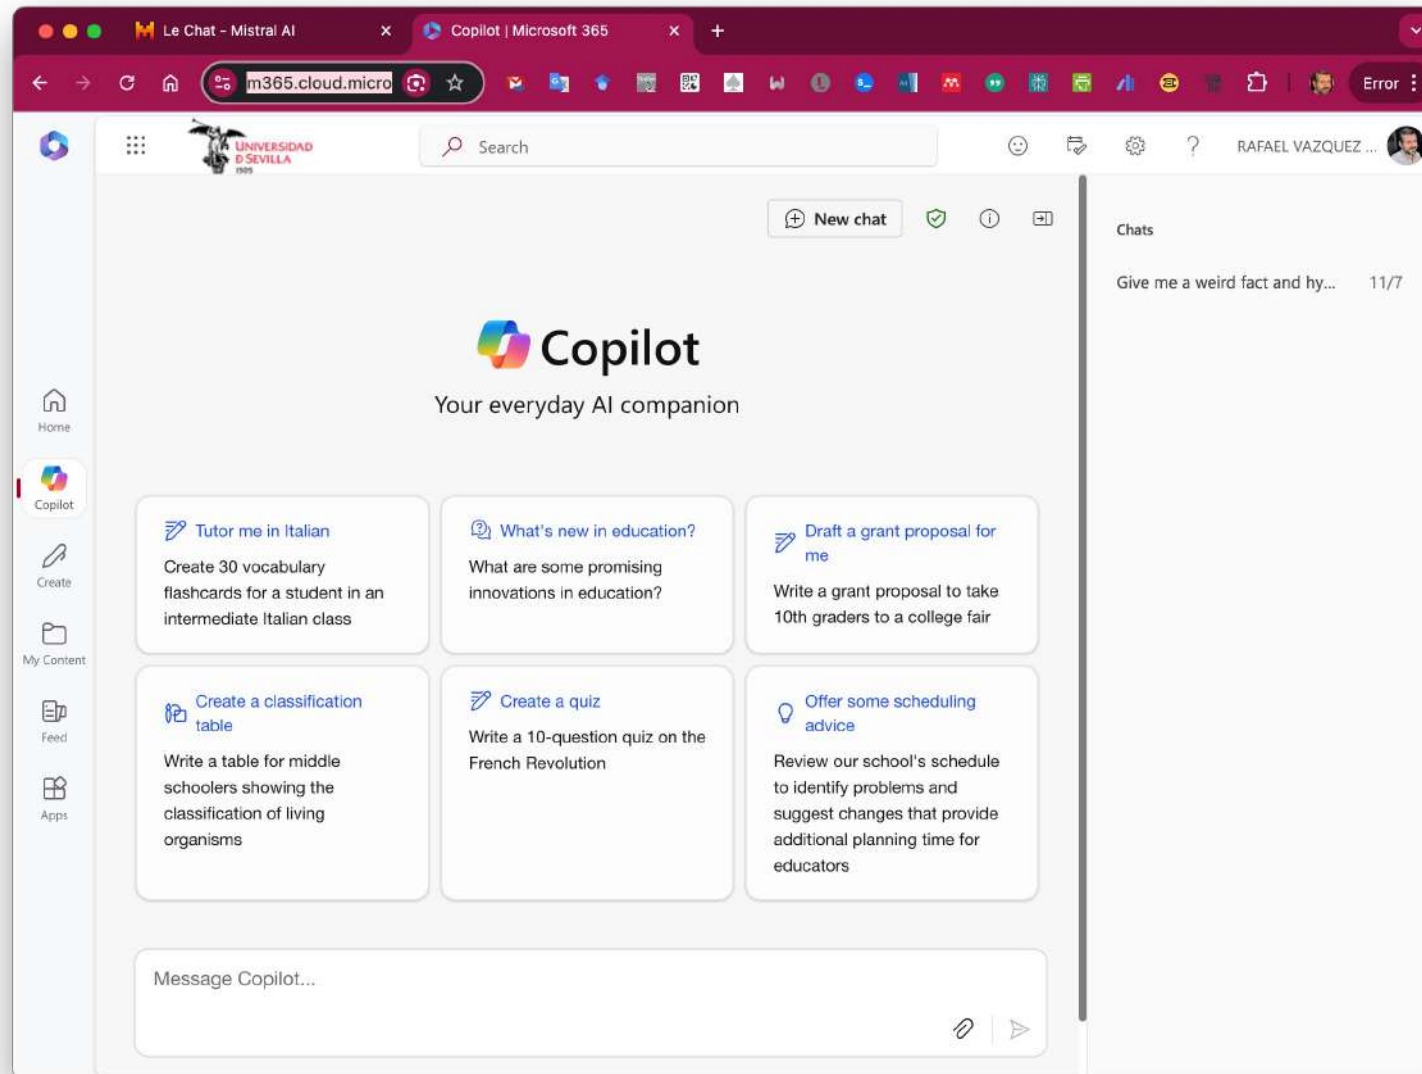 Le Chat - Mistral AI
Copilot | Microsoft 365
m365.cloud.micro
Error
UNIVERSIDAD
D SEVILLA
1505
Search
RAFAEL VAZQUEZ ...
New chat
Chats
Give me a weird fact and hy... 11/7
Copilot
Your everyday AI companion
Home
Copilot
Create
My Content
Feed
Apps
Tutor me in Italian
Create 30 vocabulary
flashcards for a student in an
intermediate Italian class
What's new in education?
What are some promising
innovations in education?
Draft a grant proposal for
me
Write a grant proposal to take
10th graders to a college fair
Create a classification
table
Write a table for middle
schoolers showing the
classification of living
organisms
Create a quiz
Write a 10-question quiz on the
French Revolution
Offer some scheduling
advice
Review our school's schedule
to identify problems and
suggest changes that provide
additional planning time for
educators
Message Copilot...